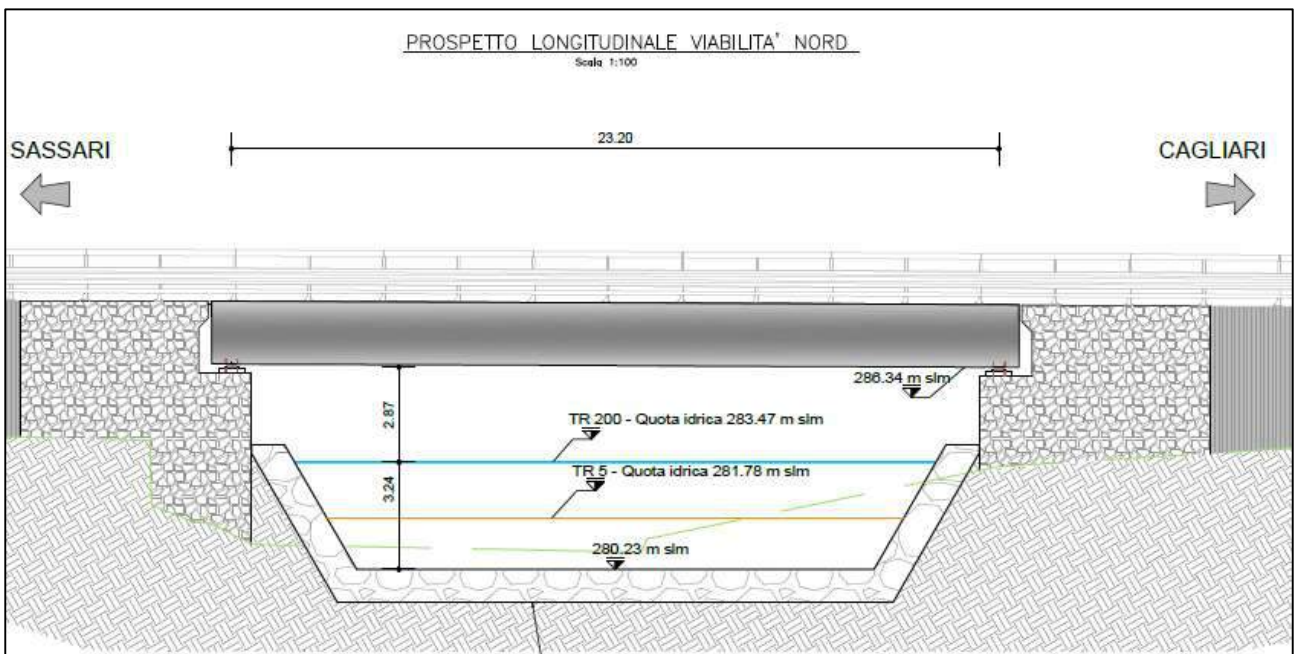 PROSPETTO LONGITUDINALE VIABILITA' NORD
Scala 1:100
23.20
SASSARI
CAGLIARI
286.34 m slm
2.87
TR 200 - Quota idrica 283.47 m slm
TR 5 - Quota idrica 281.78 m slm
3.24
280.23 m slm